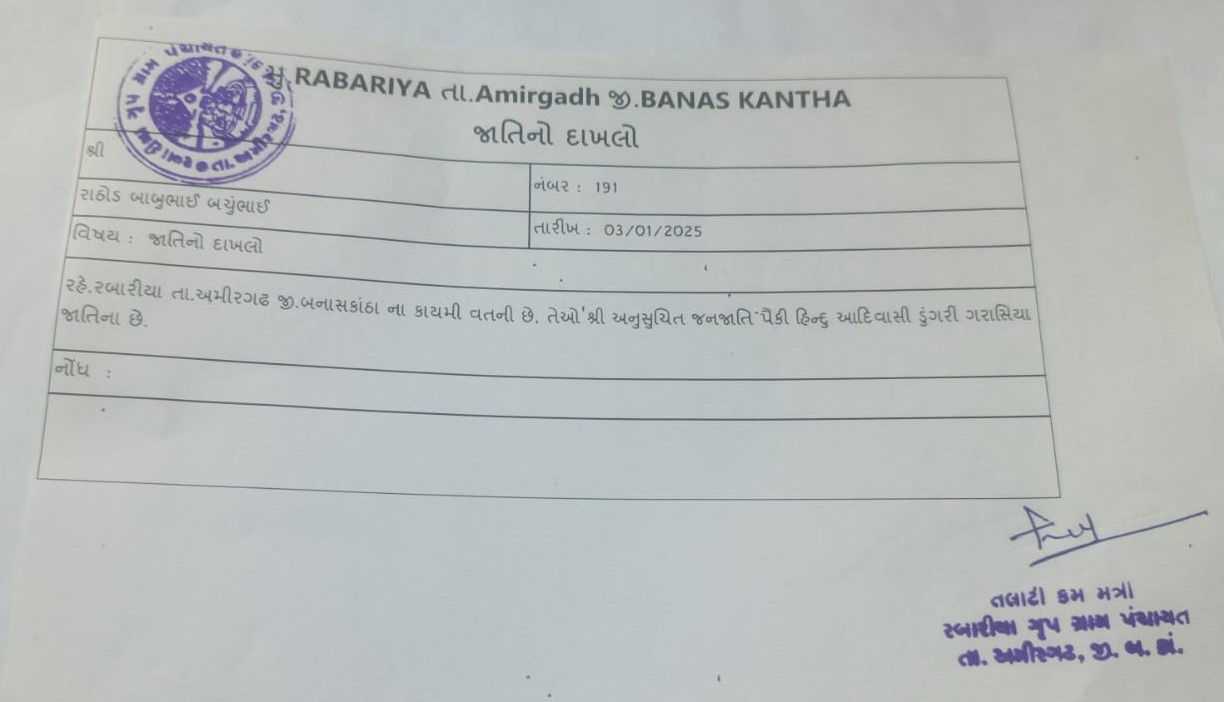 મુ.RABARIYA તા.Amirgadh જી.BANAS KANTHA
જાતિનો દાખલો
શ્રી
નંબર : 191
રાઠોડ બાબુભાઈ બચુંભાઈ
તારીખ : 03/01/2025
વિષય : જાતિનો દાખલો
રહે.રબારીયા તા.અમીરગઢ જી.બનાસકાંઠા ના કાયમી વતની છે, તેઓ શ્રી અનુસુચિત જનજાતિ પૈકી હિન્દુ આદિવાસી ડુંગરી ગરાસિયા
જાતિના છે.
નોંધ :
તલાટી કમ મંત્રી
રબારીયા ગૃપ ગ્રામ પંચાયત
તા. અમીરગઢ, જી. બ. કાં.